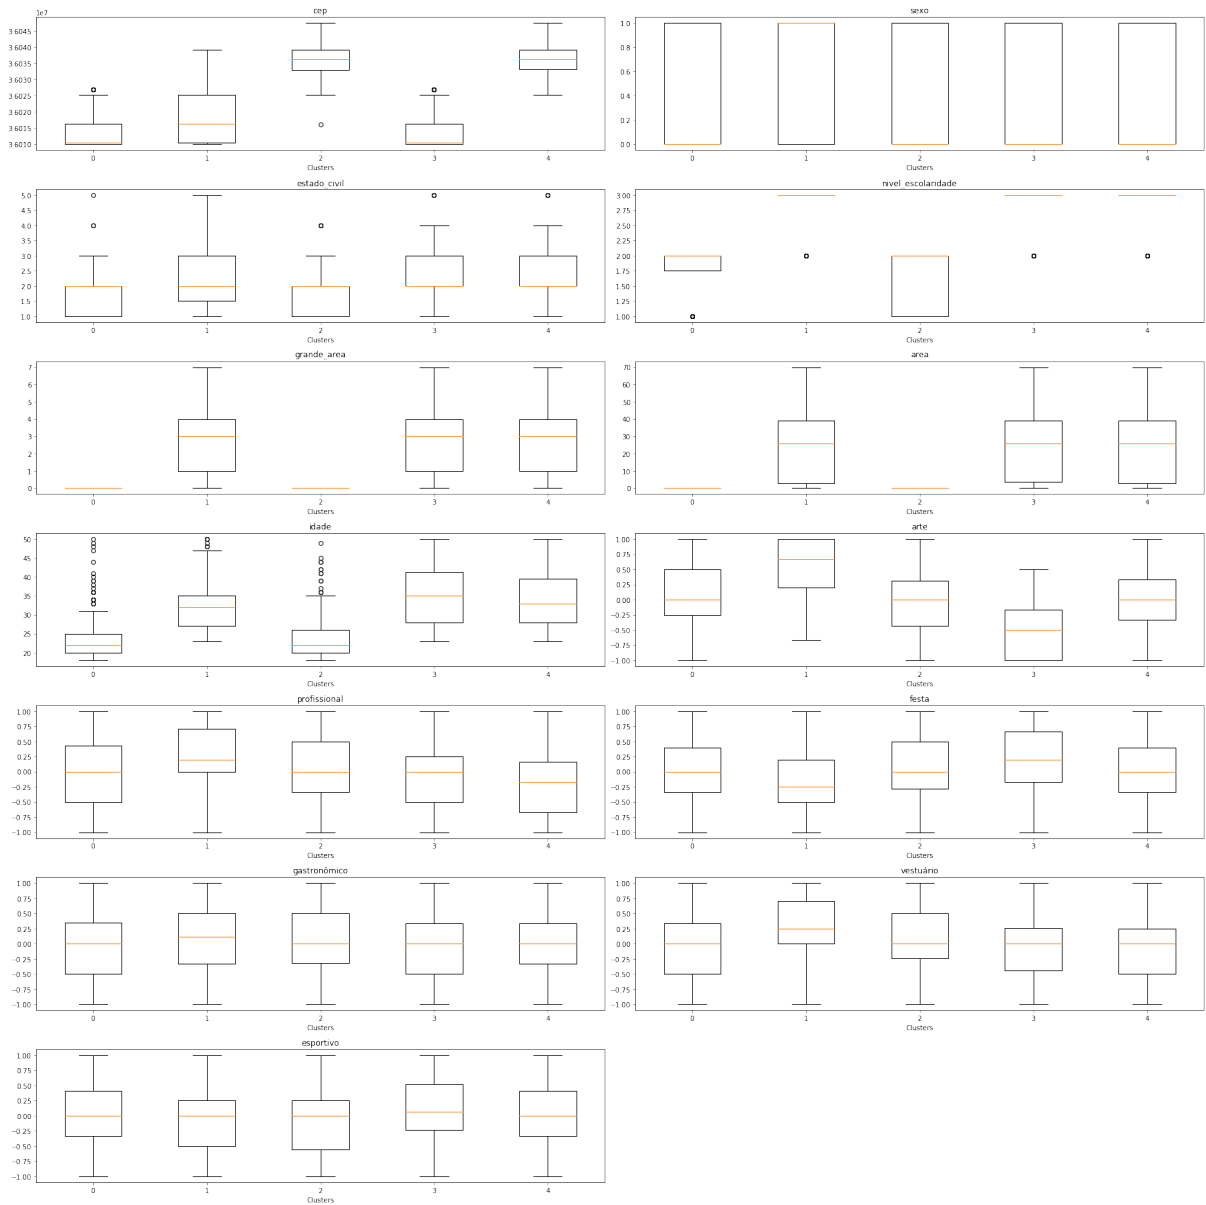 cep
1e7
3.6045
3.6040
3.6035
3.6030
3.6025
3.6020
3.6015
3.6010
0 1 2 3 4
Clusters
sexo
1.0
0.8
0.6
0.4
0.2
0.0
0 1 2 3 4
Clusters
estado_civil
5.0
4.5
4.0
3.5
3.0
2.5
2.0
1.5
1.0
0 1 2 3 4
Clusters
nivel_escolaridade
3.00
2.75
2.50
2.25
2.00
1.75
1.50
1.25
1.00
0 1 2 3 4
Clusters
grande_area
7
6
5
4
3
2
1
0
0 1 2 3 4
Clusters
area
70
60
50
40
30
20
10
0
0 1 2 3 4
Clusters
idade
50
45
40
35
30
25
20
0 1 2 3 4
Clusters
arte
1.00
0.75
0.50
0.25
0.00
−0.25
−0.50
−0.75
−1.00
0 1 2 3 4
Clusters
profissional
1.00
0.75
0.50
0.25
0.00
−0.25
−0.50
−0.75
−1.00
0 1 2 3 4
Clusters
festa
1.00
0.75
0.50
0.25
0.00
−0.25
−0.50
−0.75
−1.00
0 1 2 3 4
Clusters
gastronômico
1.00
0.75
0.50
0.25
0.00
−0.25
−0.50
−0.75
−1.00
0 1 2 3 4
Clusters
vestuário
1.00
0.75
0.50
0.25
0.00
−0.25
−0.50
−0.75
−1.00
0 1 2 3 4
Clusters
esportivo
1.00
0.75
0.50
0.25
0.00
−0.25
−0.50
−0.75
−1.00
0 1 2 3 4
Clusters